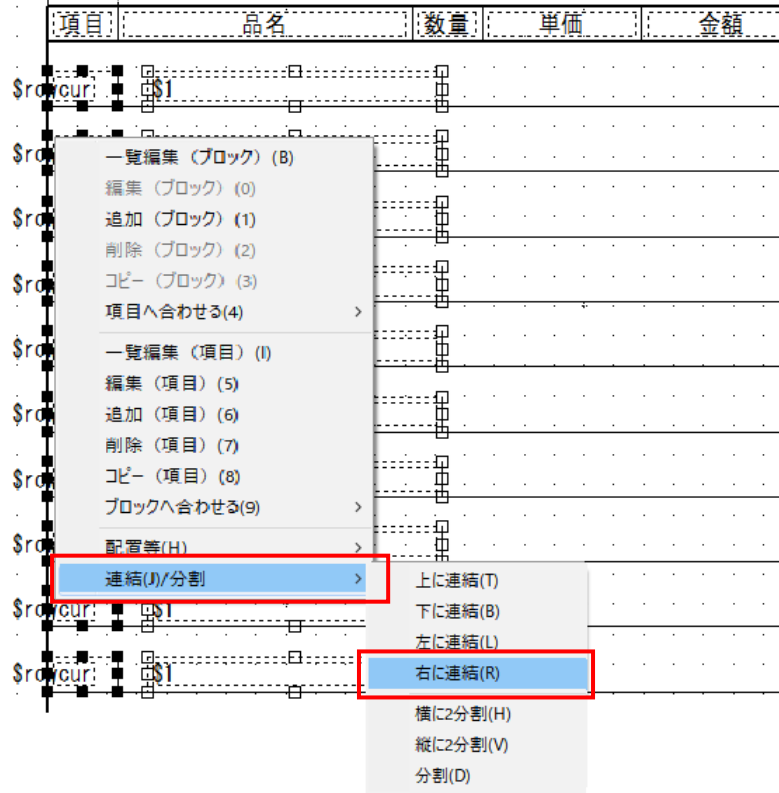 項目 品名 数量 単価 金額
$rowcur $1
$ro
一覧編集（ブロック）(B)
編集（ブロック）(0)
$ro
追加（ブロック）(1)
削除（ブロック）(2)
コピー（ブロック）(3)
$ro
項目へ合わせる(4)
$ro
一覧編集（項目）(I)
編集（項目）(5)
$ro
追加（項目）(6)
削除（項目）(7)
$ro
コピー（項目）(8)
ブロックへ合わせる(9)
$ro
配置等(H)
連結(J)/分割
上に連結(T)
$rowcur $1
下に連結(B)
左に連結(L)
$rowcur $1
右に連結(R)
横に2分割(H)
縦に2分割(V)
分割(D)